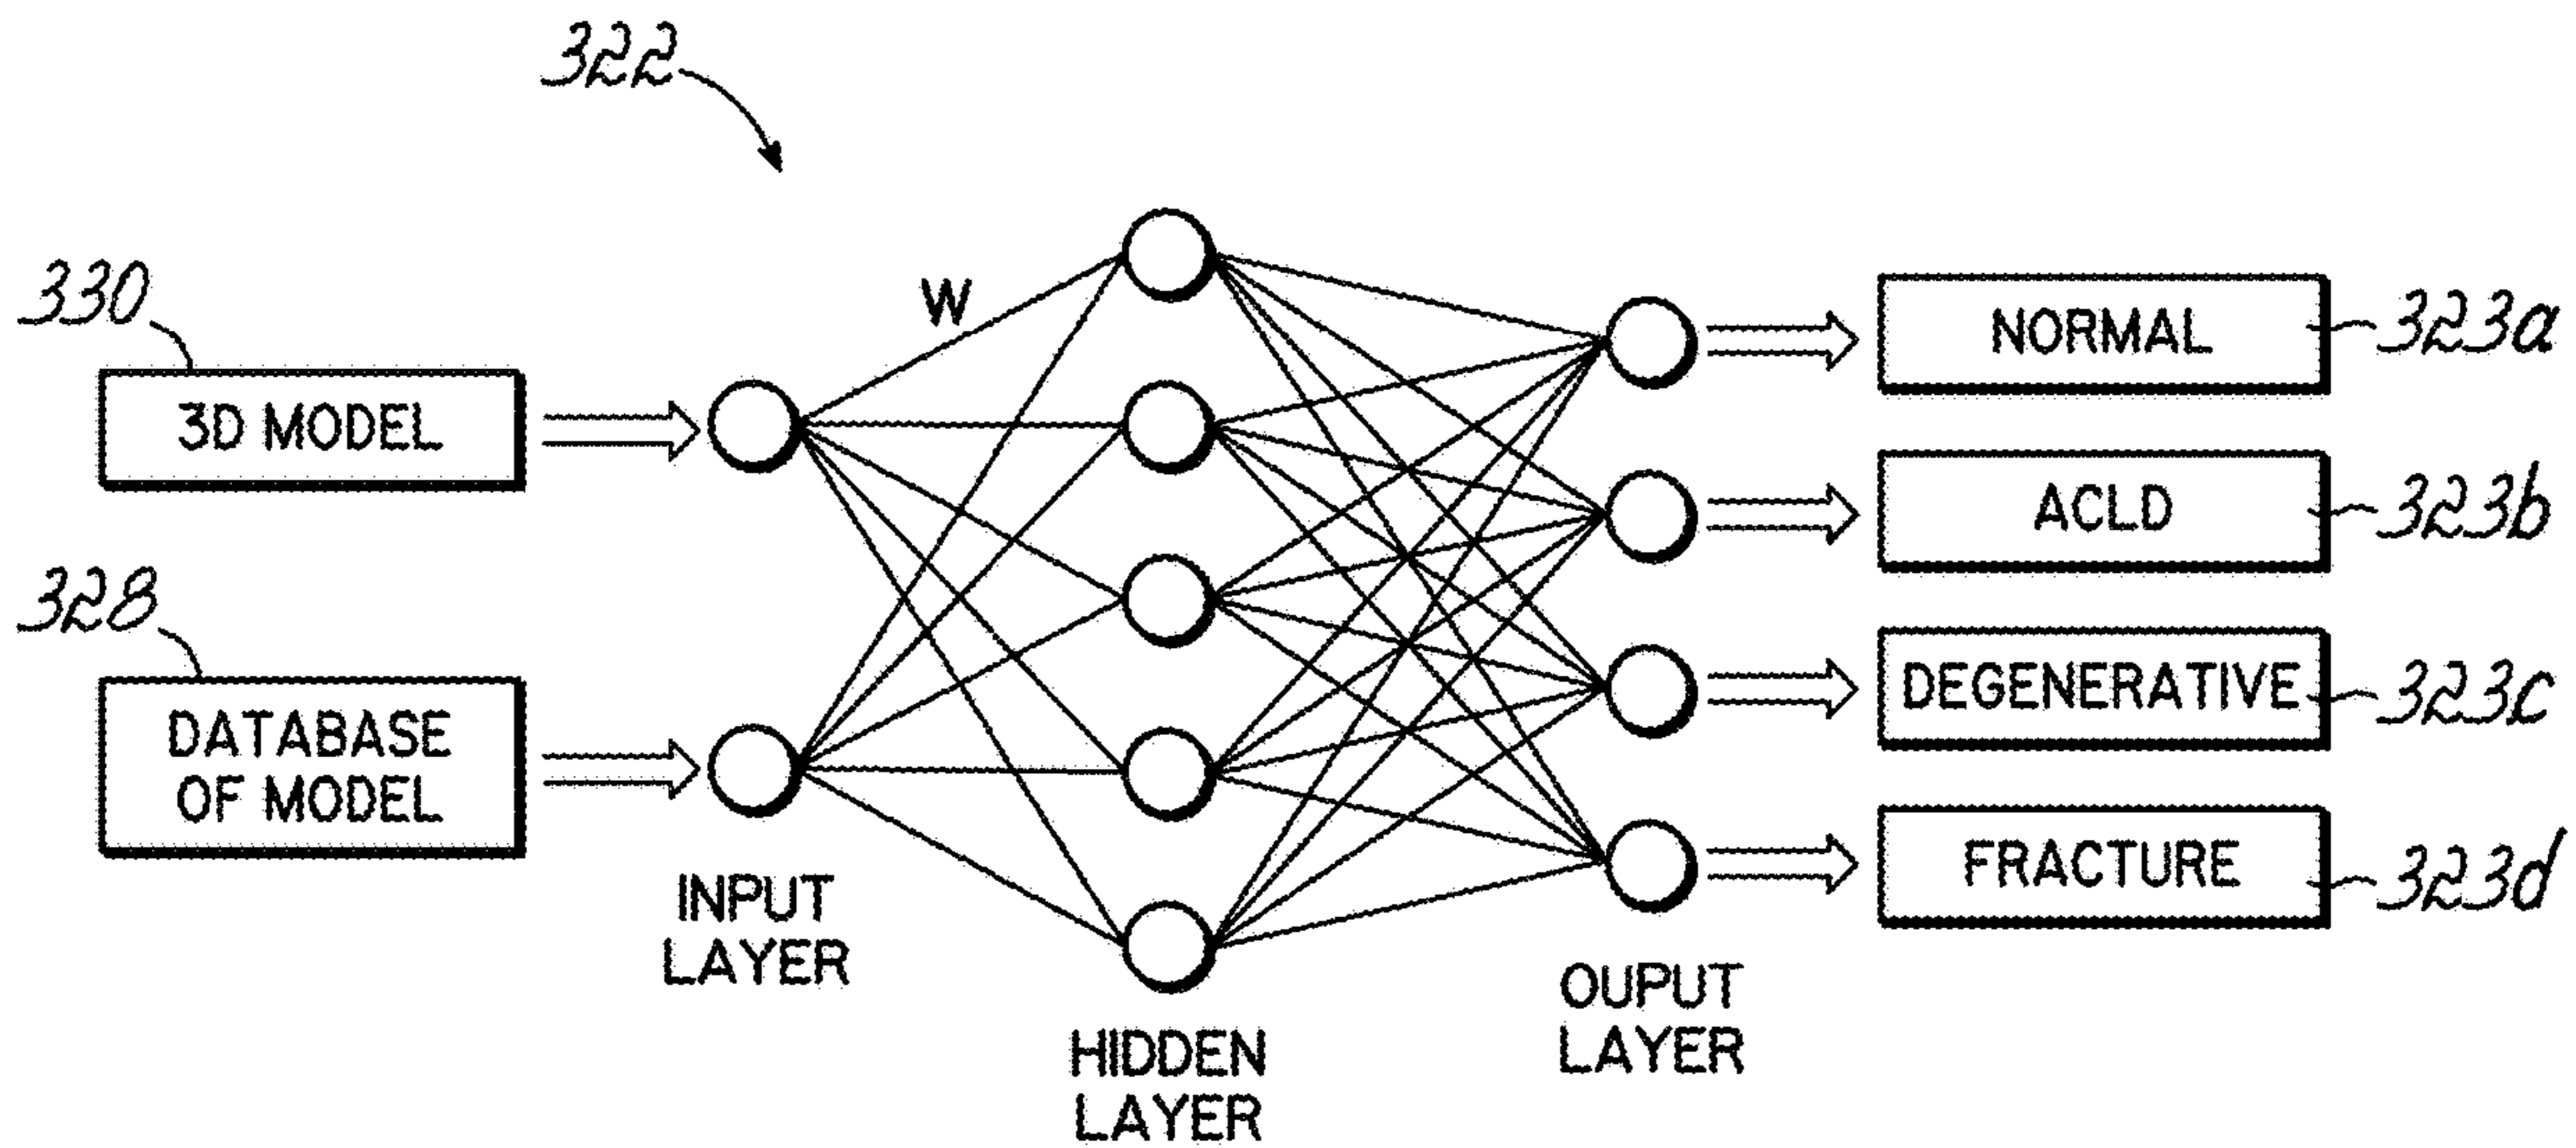 322
330
3D MODEL
328
DATABASE
OF MODEL
W
INPUT
LAYER
HIDDEN
LAYER
OUPUT
LAYER
NORMAL
323a
ACLD
323b
DEGENERATIVE
323c
FRACTURE
323d